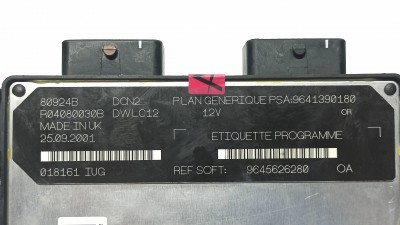 80924B DCN2 PLAN GENERIQUE PSA:9641390180
R04080030B DWLC12 12V OR
MADE IN UK
25.09.2001 ETIQUETTE PROGRAMME
018161 IUG REF SOFT: 9645626280 OA